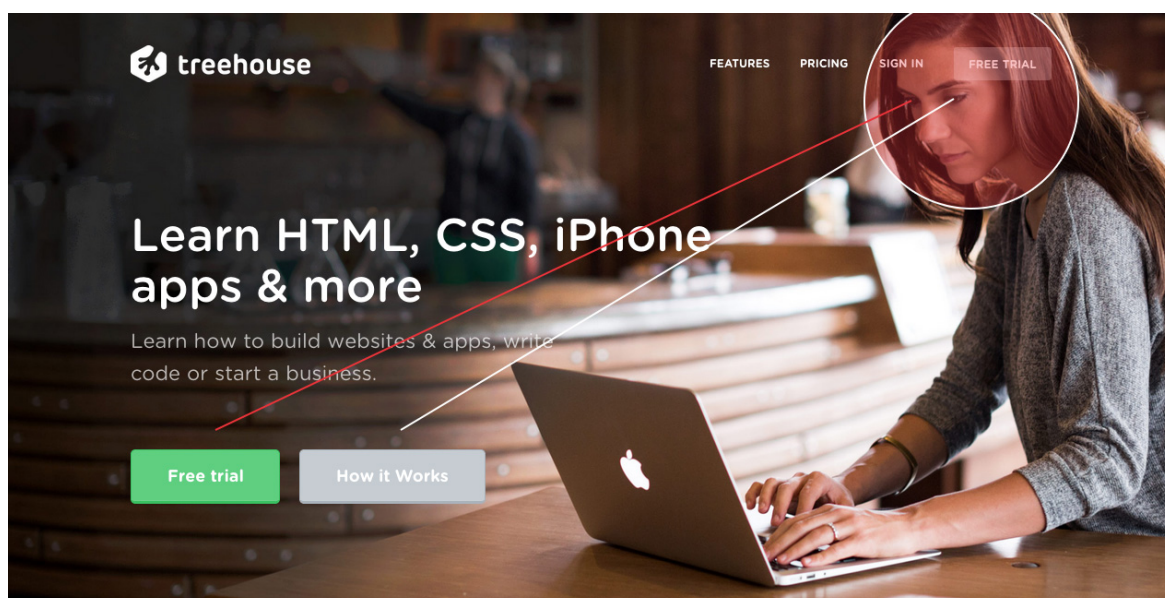 treehouse
FEATURES PRICING SIGN IN FREE TRIAL
Learn HTML, CSS, iPhone
apps & more
Learn how to build websites & apps, write
code or start a business.
Free trial How it Works